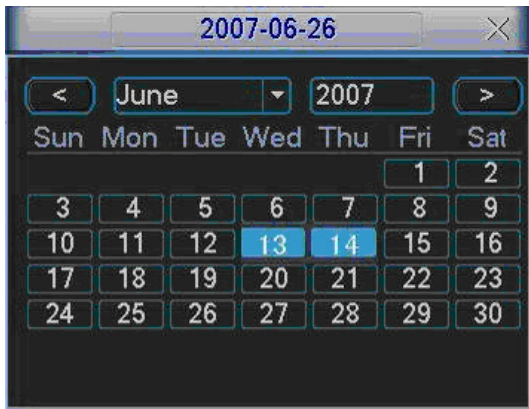 2007-06-26
< June 2007 >
Sun Mon Tue Wed Thu Fri Sat
1 2
3 4 5 6 7 8 9
10 11 12 13 14 15 16
17 18 19 20 21 22 23
24 25 26 27 28 29 30